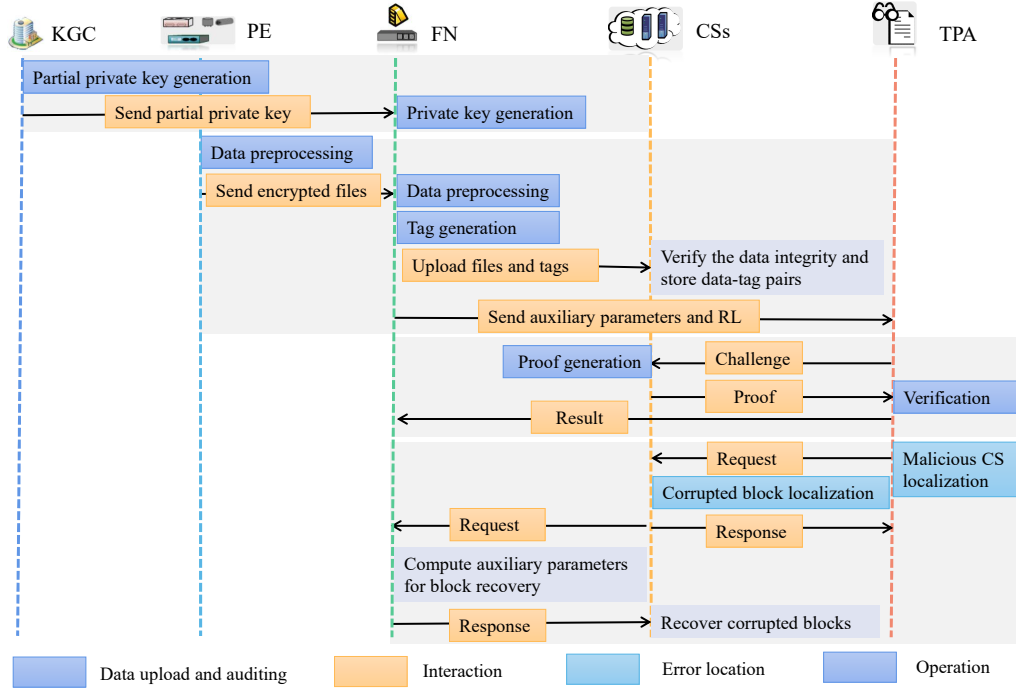 KGC
PE
FN
CSs
TPA
Partial private key generation
Send partial private key
Private key generation
Data preprocessing
Send encrypted files
Data preprocessing
Tag generation
Upload files and tags
Verify the data integrity and
store data-tag pairs
Send auxiliary parameters and RL
Proof generation
Challenge
Proof
Verification
Result
Request
Malicious CS
localization
Corrupted block localization
Request
Response
Compute auxiliary parameters
for block recovery
Response
Recover corrupted blocks
Data upload and auditing
Interaction
Error location
Operation